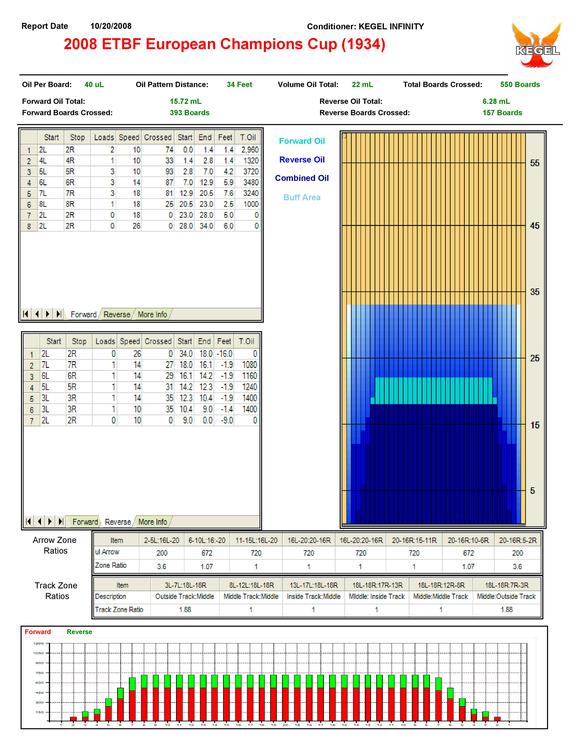 Report Date 10/20/2008 Conditioner: KEGEL INFINITY
2008 ETBF European Champions Cup (1934)
KEGEL
Oil Per Board: 40 uL Oil Pattern Distance: 34 Feet Volume Oil Total: 22 mL Total Boards Crossed: 550 Boards
Forward Oil Total: 15.72 mL Reverse Oil Total: 6.28 mL
Forward Boards Crossed: 393 Boards Reverse Boards Crossed: 157 Boards
Start Stop Loads Speed Crossed Start End Feet T.Oil
1 2L 2R 2 10 74 0.0 1.4 1.4 2,960
2 4L 4R 1 10 33 1.4 2.8 1.4 1320
3 5L 5R 3 10 93 2.8 7.0 4.2 3720
4 6L 6R 3 14 87 7.0 12.9 5.9 3480
5 7L 7R 3 18 81 12.9 20.5 7.6 3240
6 8L 8R 1 18 25 20.5 23.0 2.5 1000
7 2L 2R 0 18 0 23.0 28.0 5.0 0
8 2L 2R 0 26 0 28.0 34.0 6.0 0
Forward Reverse More Info
Forward Oil
Reverse Oil
Combined Oil
Buff Area
55
45
35
25
15
5
Start Stop Loads Speed Crossed Start End Feet T.Oil
1 2L 2R 0 26 0 34.0 18.0 -16.0 0
2 7L 7R 1 14 27 18.0 16.1 -1.9 1080
3 6L 6R 1 14 29 16.1 14.2 -1.9 1160
4 5L 5R 1 14 31 14.2 12.3 -1.9 1240
5 3L 3R 1 14 35 12.3 10.4 -1.9 1400
6 3L 3R 1 10 35 10.4 9.0 -1.4 1400
7 2L 2R 0 10 0 9.0 0.0 -9.0 0
Forward Reverse More Info
Arrow Zone Ratios
Item 2-5L:16L-20 6-10L:16-20 11-15L:16L-20 16L-20:20-16R 16L-20:20-16R 20-16R:15-11R 20-16R:10-6R 20-16R:5-2R
ul Arrow 200 672 720 720 720 720 672 200
Zone Ratio 3.6 1.07 1 1 1 1 1.07 3.6
Track Zone Ratios
Item 3L-7L:18L-18R 8L-12L:18L-18R 13L-17L:18L-18R 18L-18R:17R-13R 18L-18R:12R-8R 18L-18R:7R-3R
Description Outside Track:Middle Middle Track:Middle Inside Track:Middle Middle: Inside Track Middle:Middle Track Middle:Outside Track
Track Zone Ratio 1.88 1 1 1 1 1.88
Forward Reverse